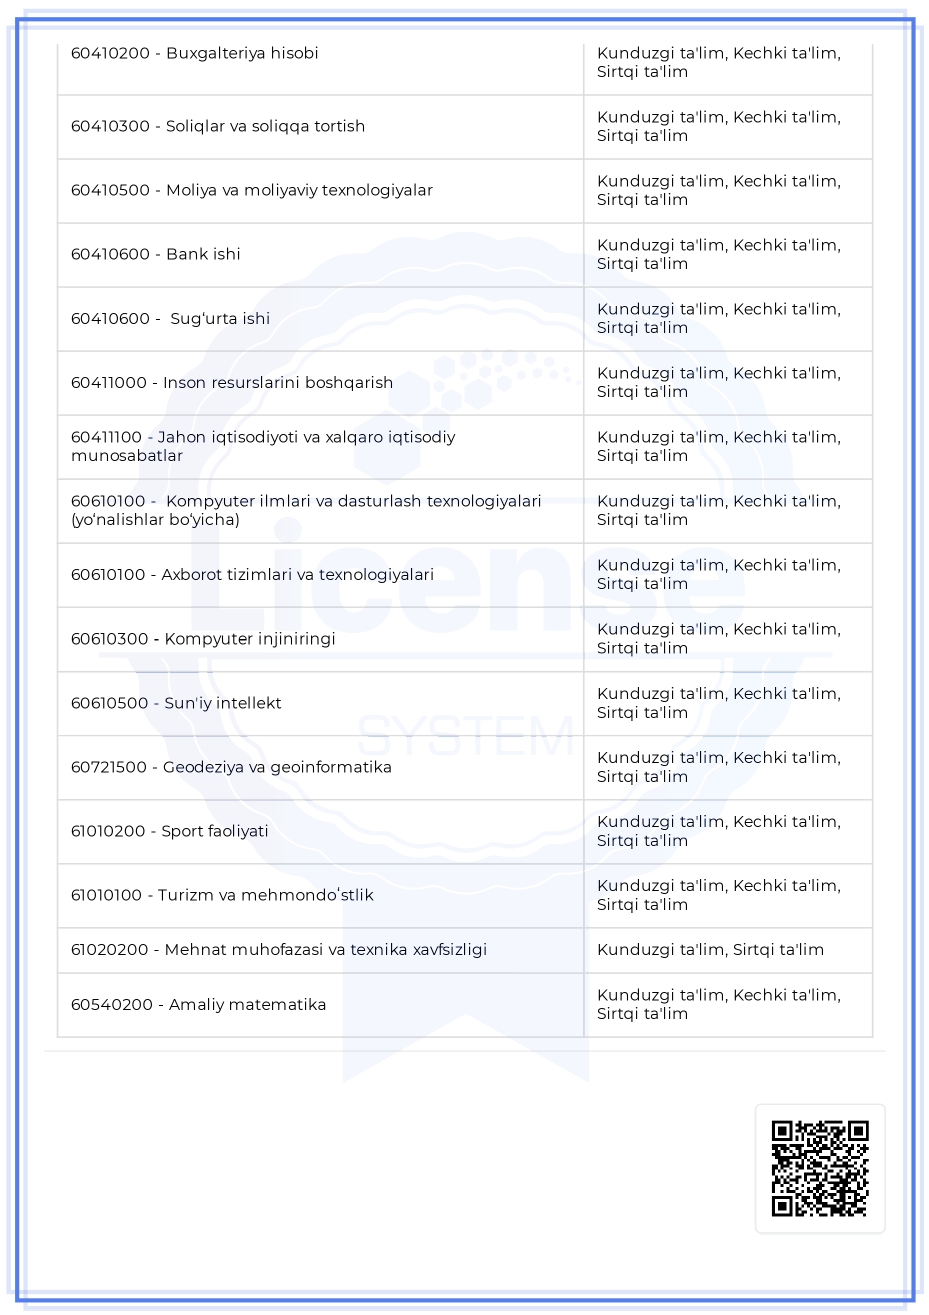 60410200 - Buxgalteriya hisobi
Kunduzgi ta'lim, Kechki ta'lim,
Sirtqi ta'lim
60410300 - Soliqlar va soliqqa tortish
Kunduzgi ta'lim, Kechki ta'lim,
Sirtqi ta'lim
60410500 - Moliya va moliyaviy texnologiyalar
Kunduzgi ta'lim, Kechki ta'lim,
Sirtqi ta'lim
60410600 - Bank ishi
Kunduzgi ta'lim, Kechki ta'lim,
Sirtqi ta'lim
60410600 -  Sug‘urta ishi
Kunduzgi ta'lim, Kechki ta'lim,
Sirtqi ta'lim
60411000 - Inson resurslarini boshqarish
Kunduzgi ta'lim, Kechki ta'lim,
Sirtqi ta'lim
60411100 - Jahon iqtisodiyoti va xalqaro iqtisodiy
munosabatlar
Kunduzgi ta'lim, Kechki ta'lim,
Sirtqi ta'lim
60610100 -  Kompyuter ilmlari va dasturlash texnologiyalari
(yo‘nalishlar bo‘yicha)
Kunduzgi ta'lim, Kechki ta'lim,
Sirtqi ta'lim
60610100 - Axborot tizimlari va texnologiyalari
Kunduzgi ta'lim, Kechki ta'lim,
Sirtqi ta'lim
60610300 - Kompyuter injiniringi
Kunduzgi ta'lim, Kechki ta'lim,
Sirtqi ta'lim
60610500 - Sun'iy intellekt
Kunduzgi ta'lim, Kechki ta'lim,
Sirtqi ta'lim
60721500 - Geodeziya va geoinformatika
Kunduzgi ta'lim, Kechki ta'lim,
Sirtqi ta'lim
61010200 - Sport faoliyati
Kunduzgi ta'lim, Kechki ta'lim,
Sirtqi ta'lim
61010100 - Turizm va mehmondoʻstlik
Kunduzgi ta'lim, Kechki ta'lim,
Sirtqi ta'lim
61020200 - Mehnat muhofazasi va texnika xavfsizligi
Kunduzgi ta'lim, Sirtqi ta'lim
60540200 - Amaliy matematika
Kunduzgi ta'lim, Kechki ta'lim,
Sirtqi ta'lim
License
SYSTEM